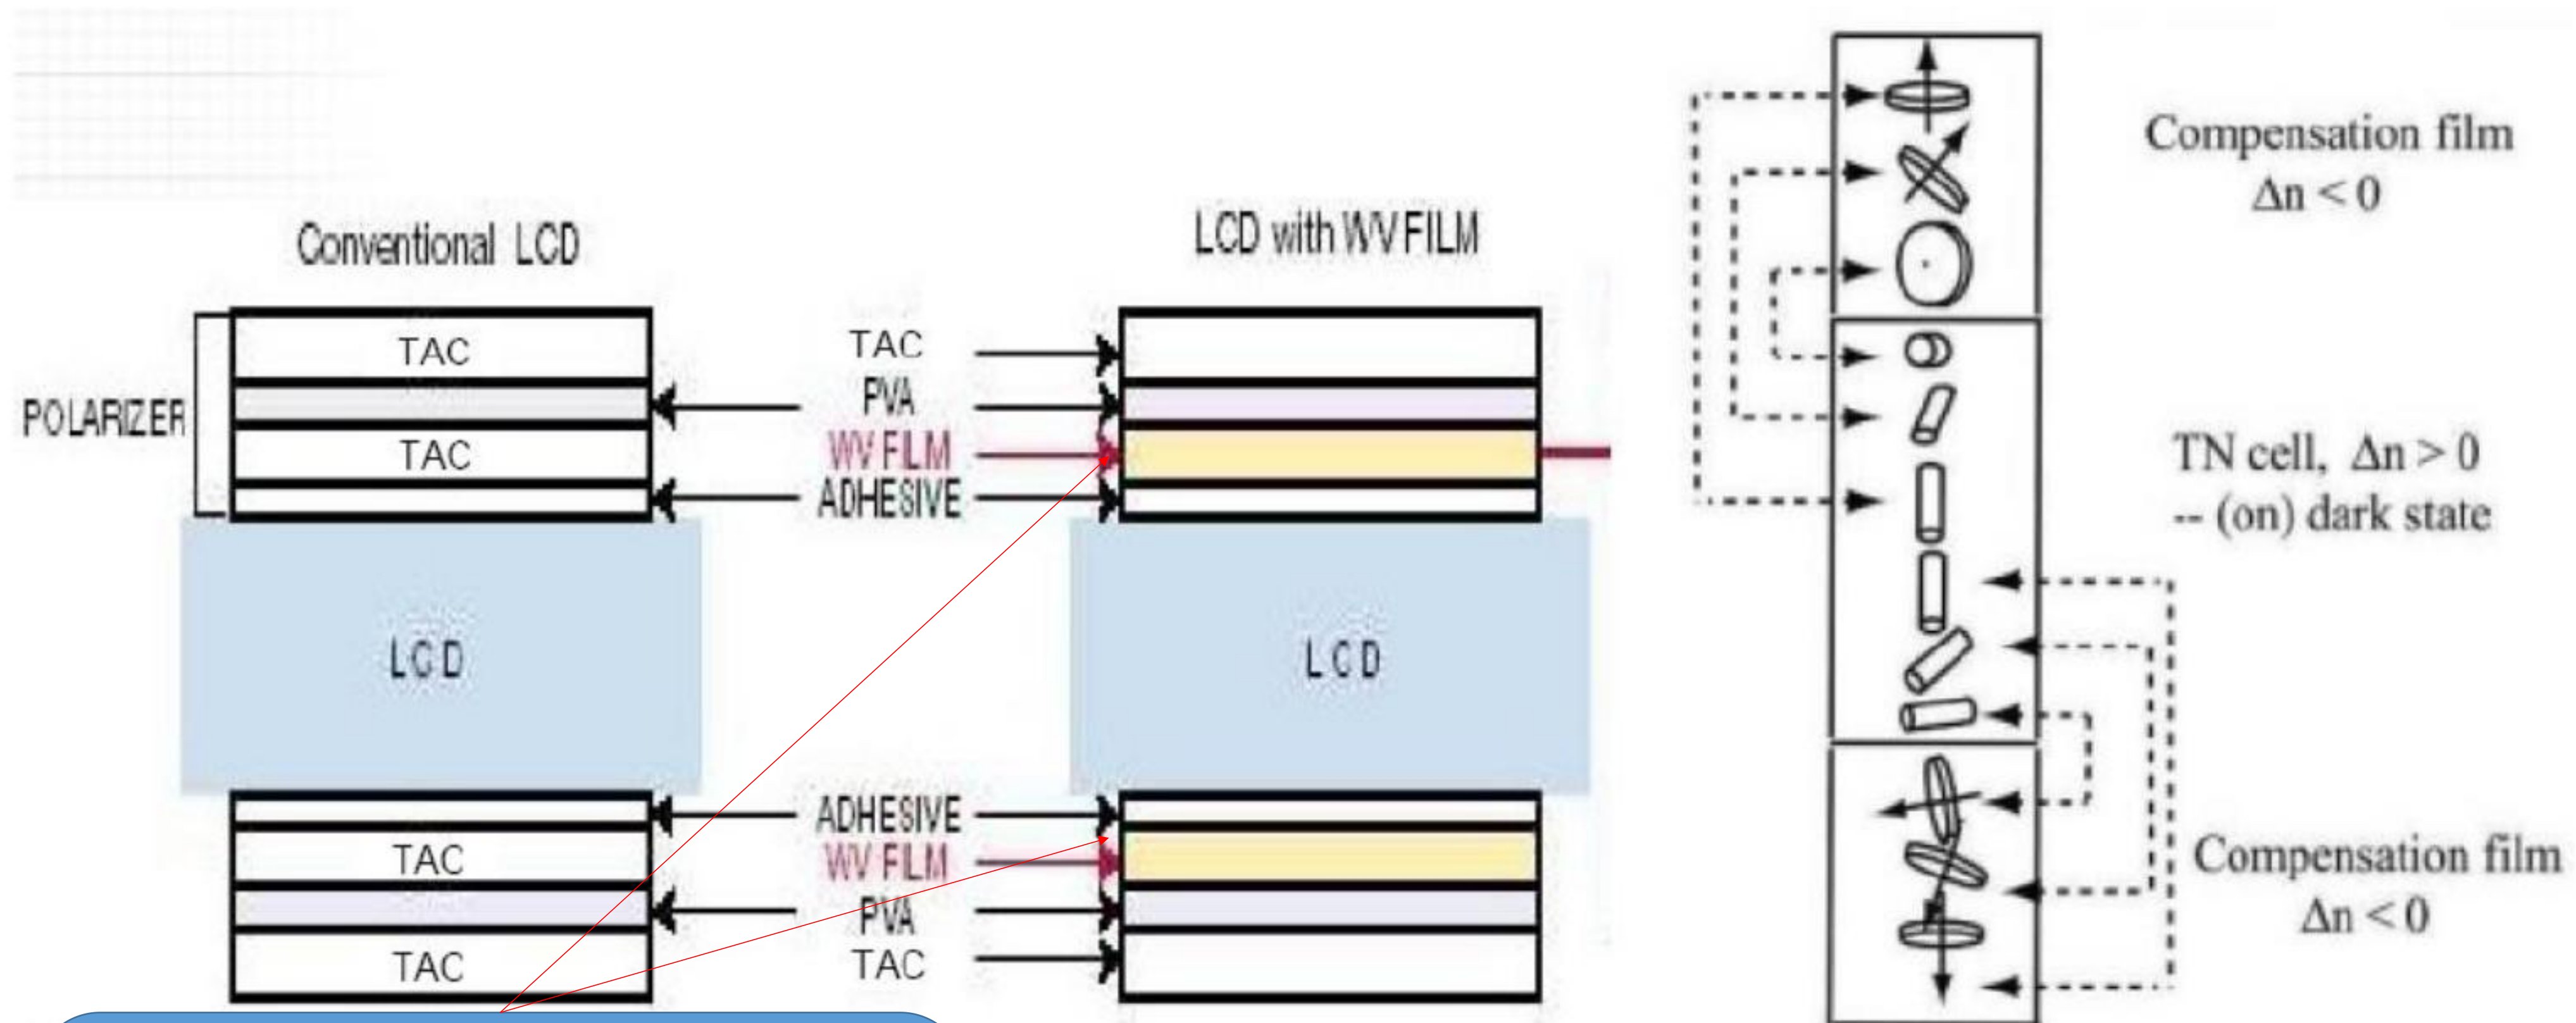 Conventional LCD
LCD with WV FILM
POLARIZER
TAC
TAC
LCD
TAC
TAC
TAC
PVA
WV FILM
ADHESIVE
ADHESIVE
WV FILM
PVA
TAC
LCD
Compensation film
Δn < 0
TN cell, Δn > 0
-- (on) dark state
Compensation film
Δn < 0